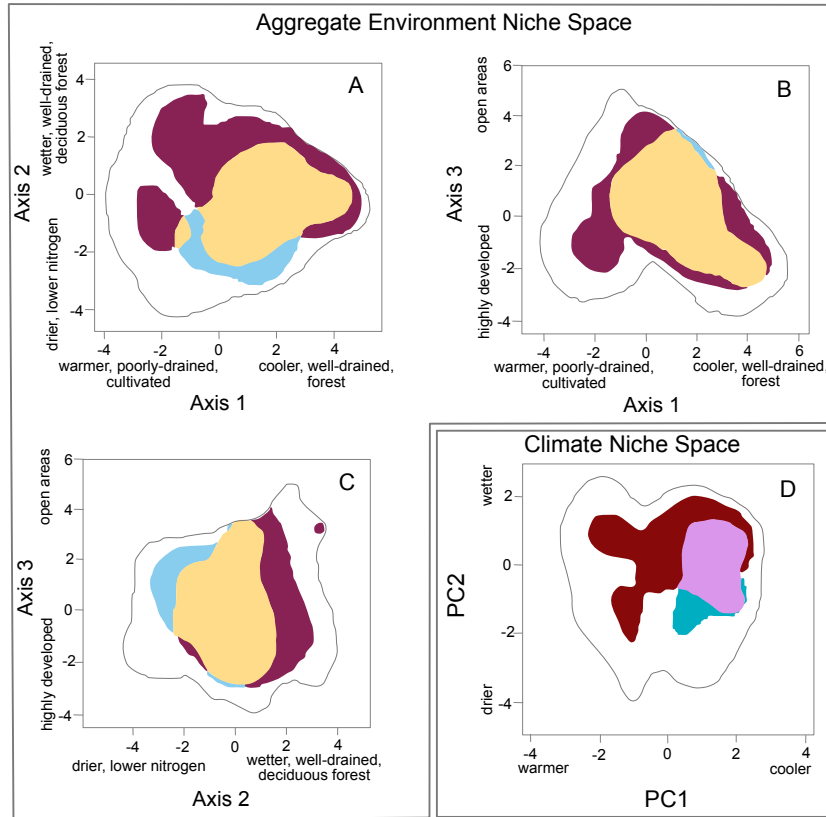 Aggregate Environment Niche Space
A
wetter, well-drained,
deciduous forest
drier, lower nitrogen
Axis 2
4
2
0
-2
-4
-4 -2 0 2 4
warmer, poorly-drained,
cultivated
cooler, well-drained,
forest
Axis 1
B
open areas
highly developed
Axis 3
6
4
2
0
-2
-4
-4 -2 0 2 4 6
warmer, poorly-drained,
cultivated
cooler, well-drained,
forest
Axis 1
C
open areas
highly developed
Axis 3
6
4
2
0
-2
-4
-4 -2 0 2 4
drier, lower nitrogen
wetter, well-drained,
deciduous forest
Axis 2
Climate Niche Space
D
wetter
drier
PC2
2
0
-2
-4
-4 -2 0 2 4
warmer
cooler
PC1